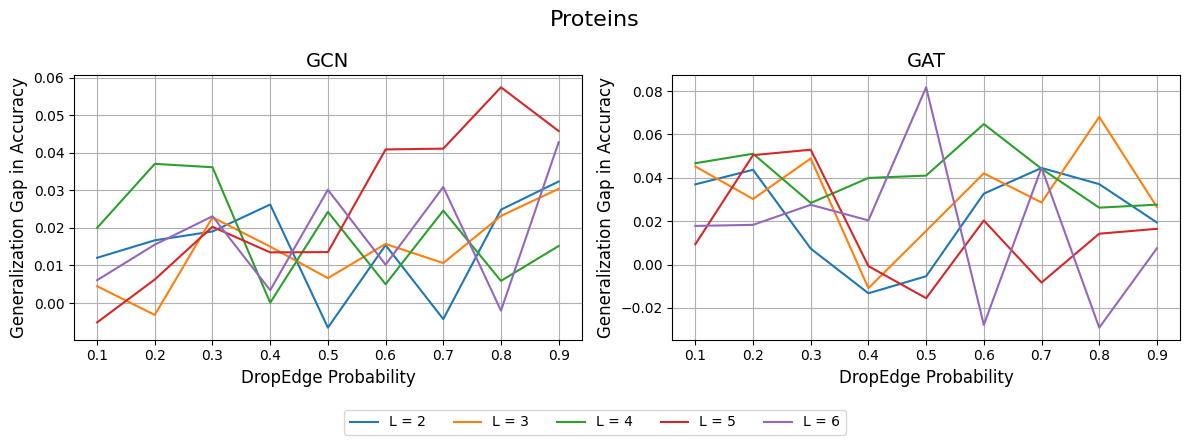 Proteins
GCN
Generalization Gap in Accuracy
0.06
0.05
0.04
0.03
0.02
0.01
0.00
0.1 0.2 0.3 0.4 0.5 0.6 0.7 0.8 0.9
DropEdge Probability
GAT
Generalization Gap in Accuracy
0.08
0.06
0.04
0.02
0.00
−0.02
0.1 0.2 0.3 0.4 0.5 0.6 0.7 0.8 0.9
DropEdge Probability
L = 2 L = 3 L = 4 L = 5 L = 6